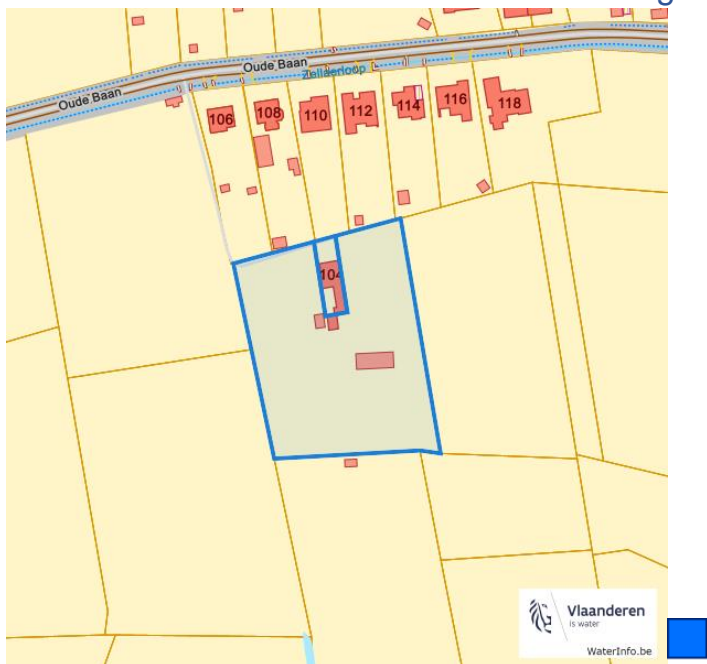 Oude Baan
Zellaerloop
Oude Baan
106
108
110
112
114
116
118
104
Vlaanderen
is water
WaterInfo.be